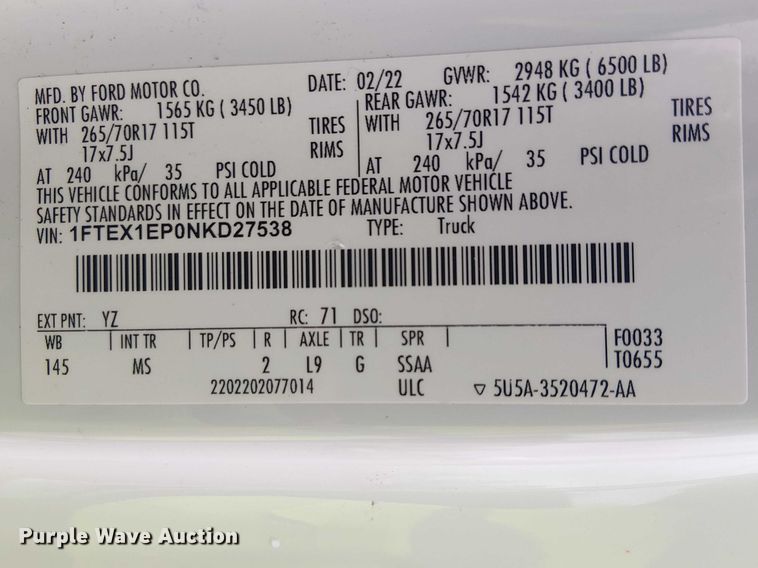 MFD. BY FORD MOTOR CO. DATE: 02/22 GVWR: 2948 KG ( 6500 LB)
FRONT GAWR: 1565 KG ( 3450 LB) REAR GAWR: 1542 KG ( 3400 LB)
WITH 265/70R17 115T TIRES WITH 265/70R17 115T TIRES
17x7.5J RIMS 17x7.5J RIMS
AT 240 kPa/ 35 PSI COLD AT 240 kPa/ 35 PSI COLD
THIS VEHICLE CONFORMS TO ALL APPLICABLE FEDERAL MOTOR VEHICLE
SAFETY STANDARDS IN EFFECT ON THE DATE OF MANUFACTURE SHOWN ABOVE.
VIN: 1FTEX1EP0NKD27538 TYPE: Truck
EXT PNT: YZ RC: 71 DSO:
WB INT TR TP/PS R AXLE TR SPR F0033
145 MS 2 L9 G SSAA T0655
2202202077014 ULC ▽ 5U5A-3520472-AA
Purple Wave Auction